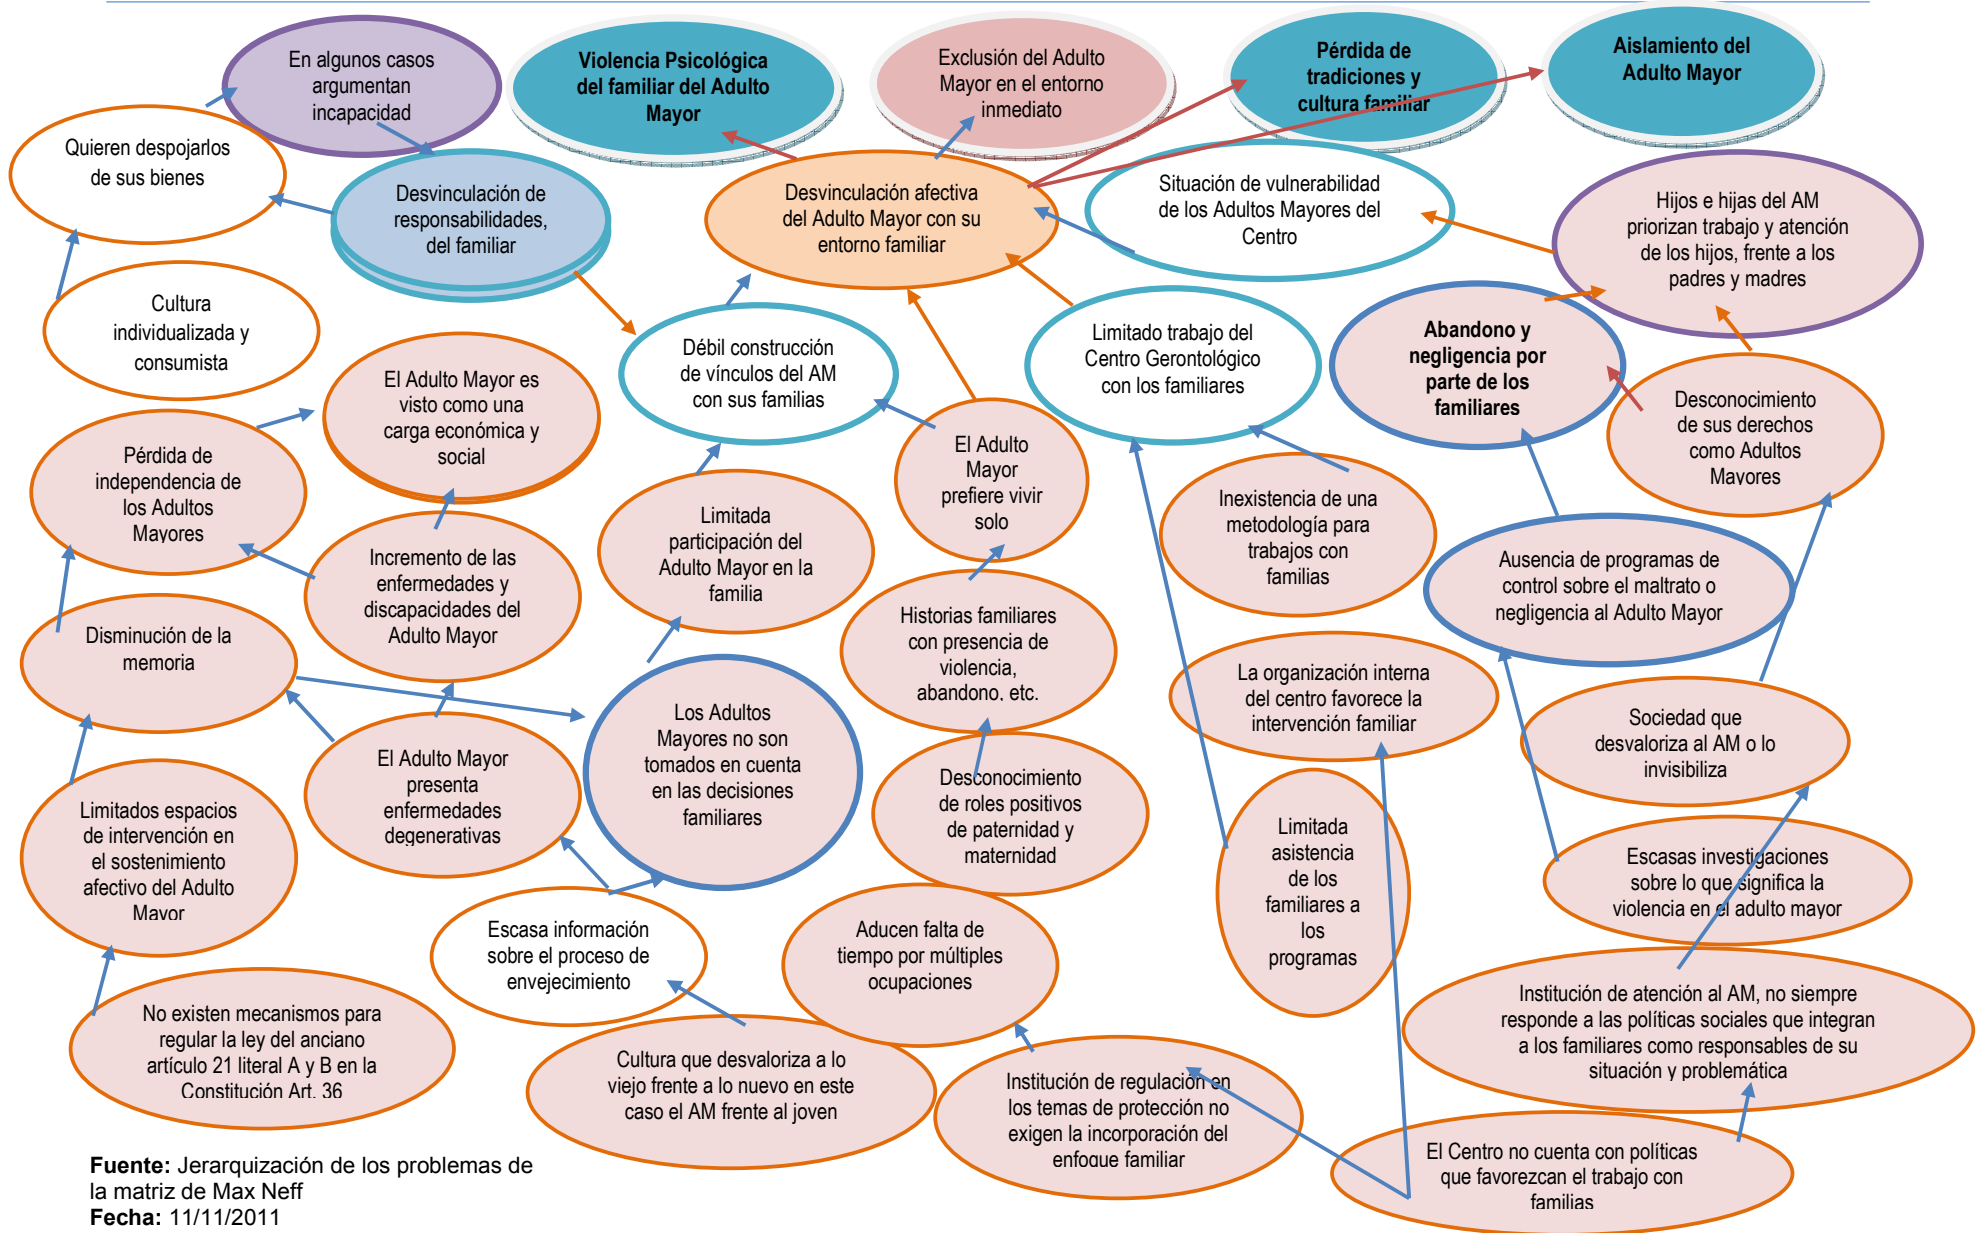 En algunos casos
argumentan
incapacidad
Violencia Psicológica
del familiar del Adulto
Mayor
Exclusión del Adulto
Mayor en el entorno
inmediato
Pérdida de
tradiciones y
cultura familiar
Aislamiento del
Adulto Mayor
Quieren despojarlos
de sus bienes
Desvinculación de
responsabilidades,
del familiar
Desvinculación afectiva
del Adulto Mayor con su
entorno familiar
Situación de vulnerabilidad
de los Adultos Mayores del
Centro
Hijos e hijas del AM
priorizan trabajo y atención
de los hijos, frente a los
padres y madres
Cultura
individualizada y
consumista
El Adulto Mayor es
visto como una
carga económica y
social
Débil construcción
de vínculos del AM
con sus familias
Limitado trabajo del
Centro Gerontológico
con los familiares
Abandono y
negligencia por
parte de los
familiares
Desconocimiento
de sus derechos
como Adultos
Mayores
Pérdida de
independencia de
los Adultos
Mayores
El Adulto
Mayor
prefiere vivir
solo
Inexistencia de una
metodología para
trabajos con
familias
Limitada
participación del
Adulto Mayor en la
familia
Incremento de las
enfermedades y
discapacidades del
Adulto Mayor
Ausencia de programas de
control sobre el maltrato o
negligencia al Adulto Mayor
Disminución de la
memoria
Historias familiares
con presencia de
violencia,
abandono, etc.
La organización interna
del centro favorece la
intervención familiar
Los Adultos
Mayores no son
tomados en cuenta
en las decisiones
familiares
Sociedad que
desvaloriza al AM o lo
invisibiliza
El Adulto Mayor
presenta
enfermedades
degenerativas
Desconocimiento
de roles positivos
de paternidad y
maternidad
Limitados espacios
de intervención en
el sostenimiento
afectivo del Adulto
Mayor
Limitada
asistencia
de los
familiares a
los
programas
Escasas investigaciones
sobre lo que significa la
violencia en el adulto mayor
Escasa información
sobre el proceso de
envejecimiento
Aducen falta de
tiempo por múltiples
ocupaciones
Institución de atención al AM, no siempre
responde a las políticas sociales que integran
a los familiares como responsables de su
situación y problemática
No existen mecanismos para
regular la ley del anciano
artículo 21 literal A y B en la
Constitución Art. 36
Cultura que desvaloriza a lo
viejo frente a lo nuevo en este
caso el AM frente al joven
Institución de regulación en
los temas de protección no
exigen la incorporación del
enfoque familiar
El Centro no cuenta con políticas
que favorezcan el trabajo con
familias
Fuente: Jerarquización de los problemas de
la matriz de Max Neff
Fecha: 11/11/2011